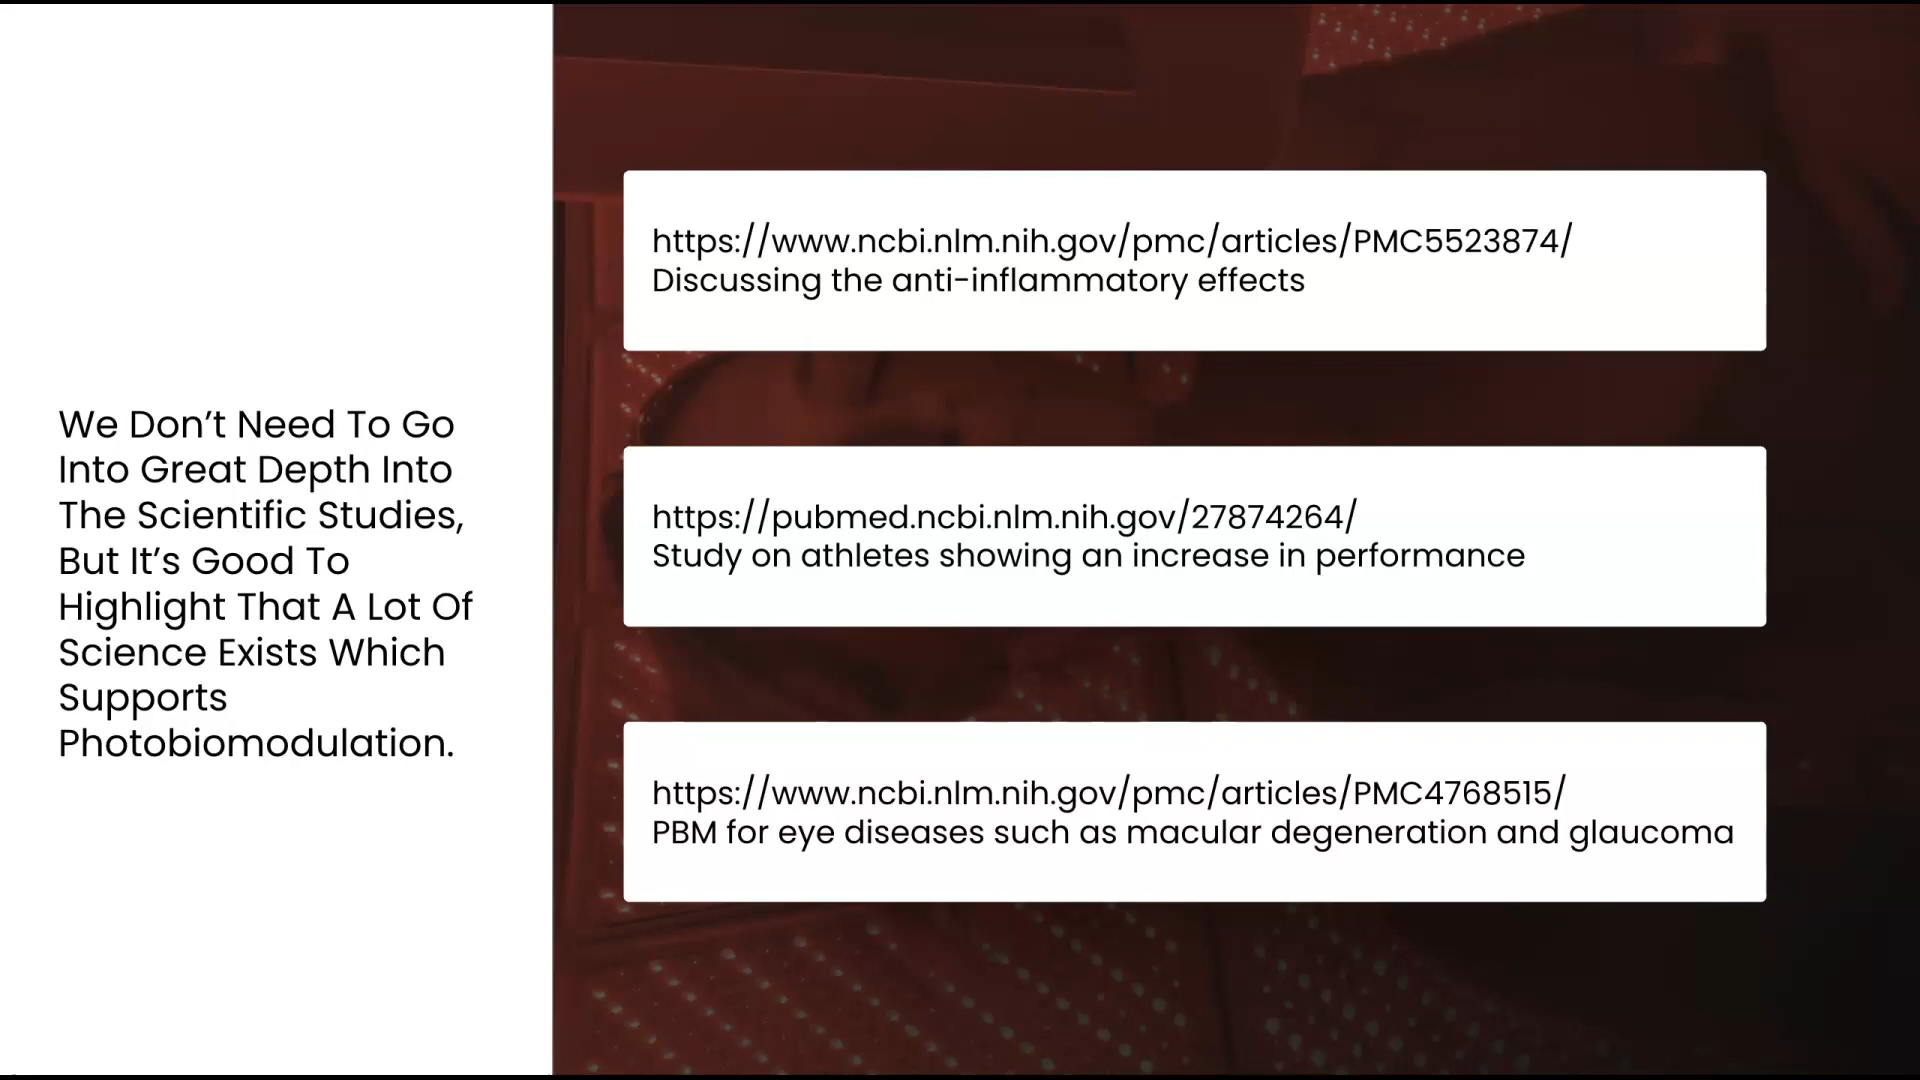 We Don’t Need To Go
Into Great Depth Into
The Scientific Studies,
But It’s Good To
Highlight That A Lot Of
Science Exists Which
Supports
Photobiomodulation.
https://www.ncbi.nlm.nih.gov/pmc/articles/PMC5523874/
Discussing the anti-inflammatory effects
https://pubmed.ncbi.nlm.nih.gov/27874264/
Study on athletes showing an increase in performance
https://www.ncbi.nlm.nih.gov/pmc/articles/PMC4768515/
PBM for eye diseases such as macular degeneration and glaucoma